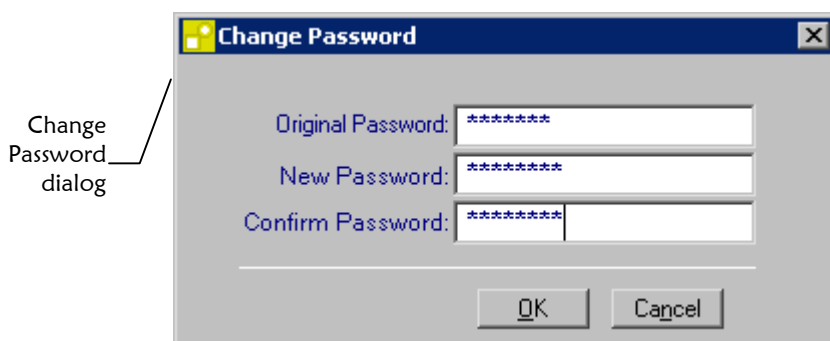 Change Password
Change
Password
dialog
Original Password: *******
New Password: ********
Confirm Password: ********
OK Cancel